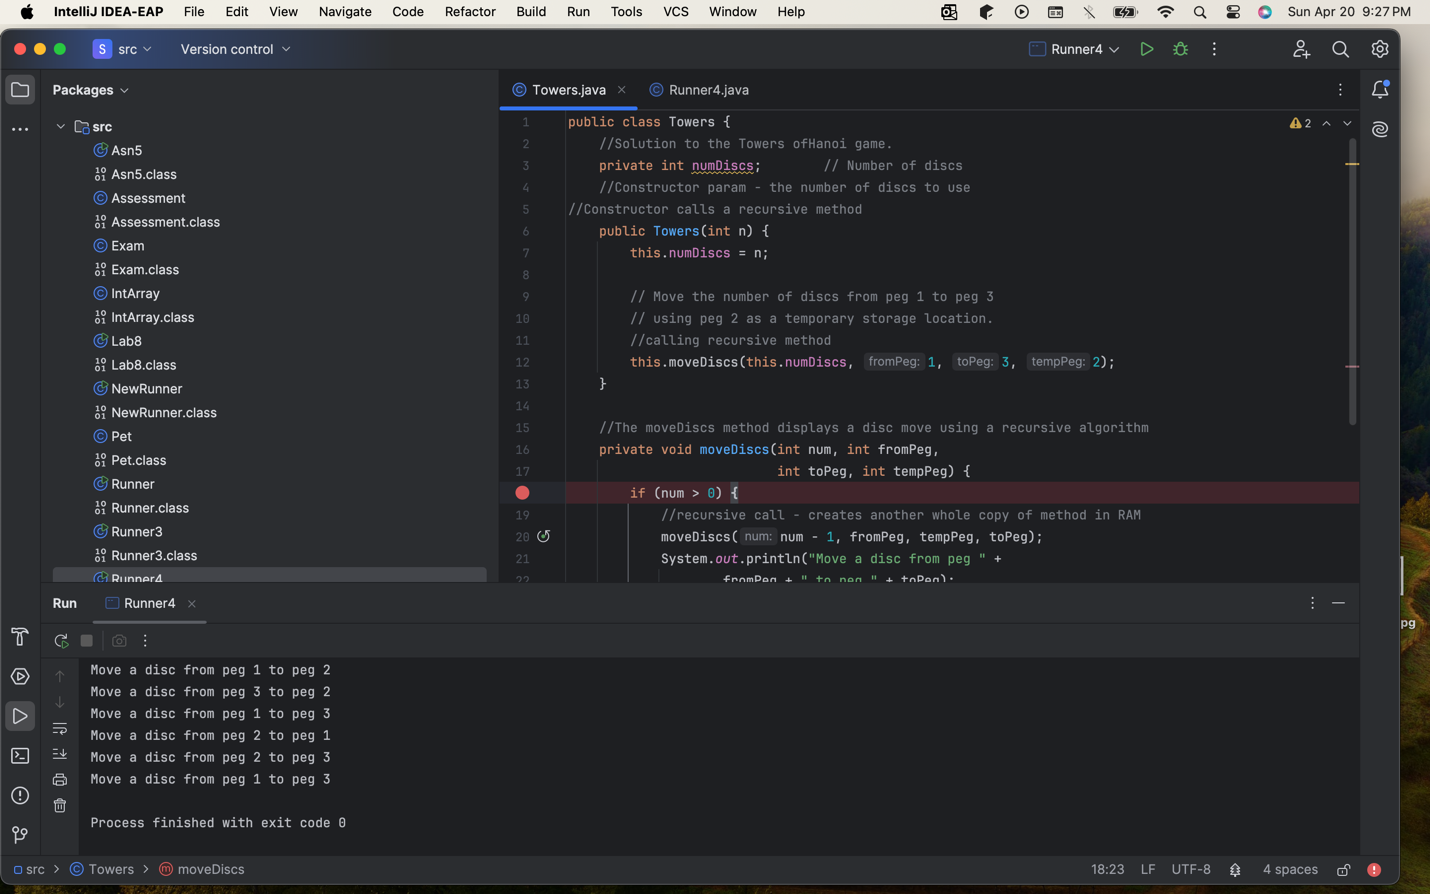 IntelliJ IDEA-EAP File Edit View Navigate Code Refactor Build Run Tools VCS Window Help Sun Apr 20 9:27 PM
S src Version control Runner4
Packages
src
Asn5
Asn5.class
Assessment
Assessment.class
Exam
Exam.class
IntArray
IntArray.class
Lab8
Lab8.class
NewRunner
NewRunner.class
Pet
Pet.class
Runner
Runner.class
Runner3
Runner3.class
Runner4
Towers.java Runner4.java
2
1 public class Towers {
2 //Solution to the Towers ofHanoi game.
3 private int numDiscs; // Number of discs
4 //Constructor param - the number of discs to use
5 //Constructor calls a recursive method
6 public Towers(int n) {
7 this.numDiscs = n;
8
9 // Move the number of discs from peg 1 to peg 3
10 // using peg 2 as a temporary storage location.
11 //calling recursive method
12 this.moveDiscs(this.numDiscs, fromPeg: 1, toPeg: 3, tempPeg: 2);
13 }
14
15 //The moveDiscs method displays a disc move using a recursive algorithm
16 private void moveDiscs(int num, int fromPeg,
17 int toPeg, int tempPeg) {
if (num > 0) {
19 //recursive call - creates another whole copy of method in RAM
20 moveDiscs( num: num - 1, fromPeg, tempPeg, toPeg);
21 System.out.println("Move a disc from peg " +
22 fromPeg + " to peg " + toPeg);
pg
Run Runner4
Move a disc from peg 1 to peg 2
Move a disc from peg 3 to peg 2
Move a disc from peg 1 to peg 3
Move a disc from peg 2 to peg 1
Move a disc from peg 2 to peg 3
Move a disc from peg 1 to peg 3
Process finished with exit code 0
src > Towers > moveDiscs 18:23 LF UTF-8 4 spaces